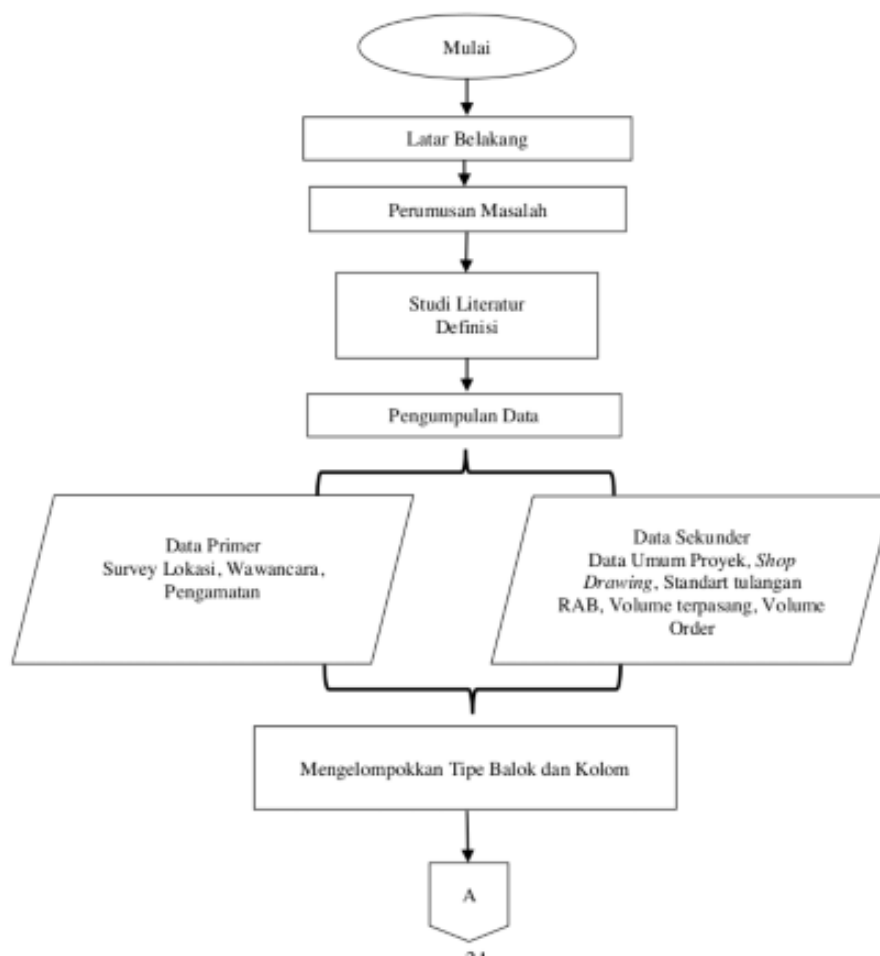 Mulai
Latar Belakang
Perumusan Masalah
Studi Literatur
Definisi
Pengumpulan Data
Data Primer
Survey Lokasi, Wawancara,
Pengamatan
Data Sekunder
Data Umum Proyek, Shop
Drawing, Standart tulangan
RAB, Volume terpasang, Volume
Order
Mengelompokkan Tipe Balok dan Kolom
A